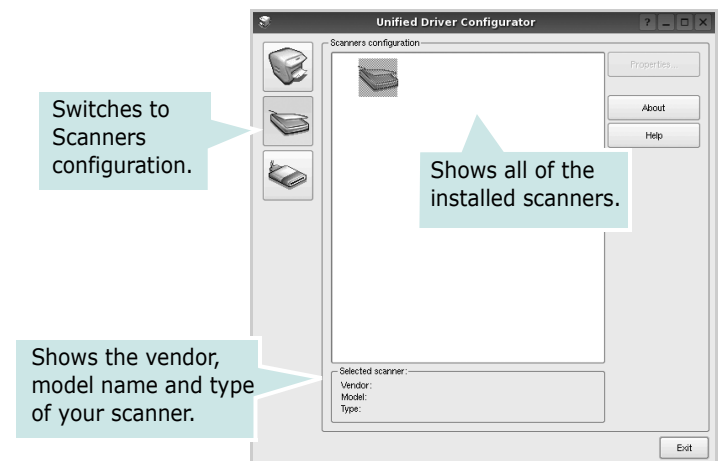 Unified Driver Configurator
Scanners configuration
Properties...
About
Help
Switches to
Scanners
configuration.
Shows all of the
installed scanners.
Shows the vendor,
model name and type
of your scanner.
Selected scanner:
Vendor:
Model:
Type:
Exit